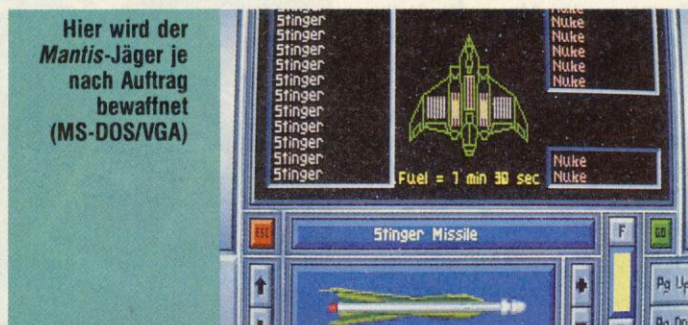 Hier wird der
Mantis-Jäger je
nach Auftrag
bewaffnet
(MS-DOS/VGA)
Stinger
Stinger
Stinger
Stinger
Stinger
Stinger
Stinger
Stinger
Stinger
Stinger
Stinger
Stinger
Nuke
Nuke
Nuke
Nuke
Nuke
Nuke
Nuke
Nuke
Fuel = 1 min 30 sec
ESC
Stinger Missile
F
GO
Pg Up
Pg Dn